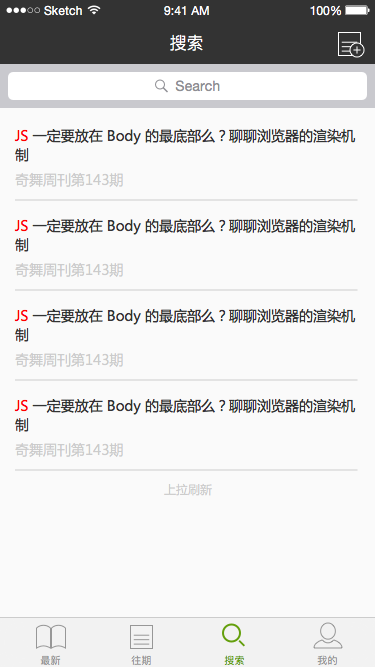 Sketch 9:41 AM 100%
搜索
Search
JS 一定要放在 Body 的最底部么？聊聊浏览器的渲染机
制
奇舞周刊第143期
JS 一定要放在 Body 的最底部么？聊聊浏览器的渲染机
制
奇舞周刊第143期
JS 一定要放在 Body 的最底部么？聊聊浏览器的渲染机
制
奇舞周刊第143期
JS 一定要放在 Body 的最底部么？聊聊浏览器的渲染机
制
奇舞周刊第143期
上拉刷新
最新 往期 搜索 我的